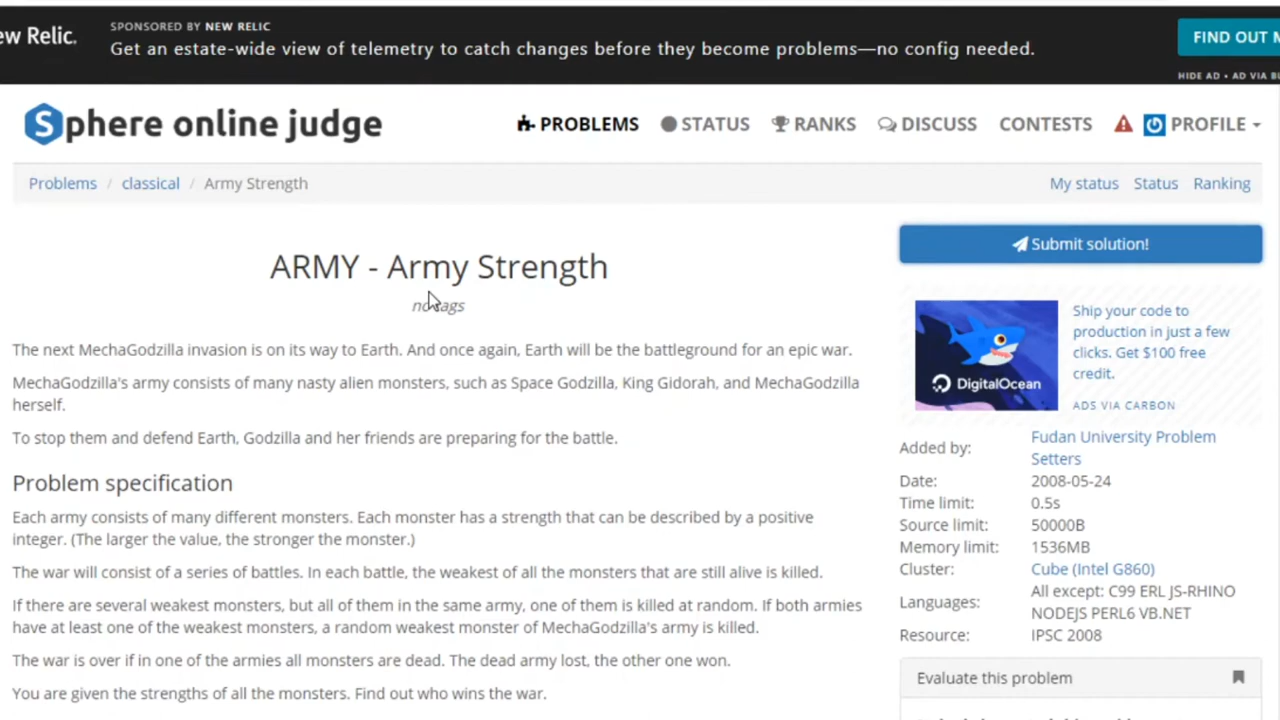 ew Relic.
SPONSORED BY NEW RELIC
Get an estate-wide view of telemetry to catch changes before they become problems—no config needed.
FIND OUT M
HIDE AD • AD VIA BU
Sphere online judge
PROBLEMS STATUS RANKS DISCUSS CONTESTS PROFILE
Problems / classical / Army Strength
My status Status Ranking
ARMY - Army Strength
no tags
The next MechaGodzilla invasion is on its way to Earth. And once again, Earth will be the battleground for an epic war.
MechaGodzilla's army consists of many nasty alien monsters, such as Space Godzilla, King Gidorah, and MechaGodzilla
herself.
To stop them and defend Earth, Godzilla and her friends are preparing for the battle.
Problem specification
Each army consists of many different monsters. Each monster has a strength that can be described by a positive
integer. (The larger the value, the stronger the monster.)
The war will consist of a series of battles. In each battle, the weakest of all the monsters that are still alive is killed.
If there are several weakest monsters, but all of them in the same army, one of them is killed at random. If both armies
have at least one of the weakest monsters, a random weakest monster of MechaGodzilla's army is killed.
The war is over if in one of the armies all monsters are dead. The dead army lost, the other one won.
You are given the strengths of all the monsters. Find out who wins the war.
Submit solution!
DigitalOcean
Ship your code to
production in just a few
clicks. Get $100 free
credit.
ADS VIA CARBON
Added by: Fudan University Problem
Setters
Date: 2008-05-24
Time limit: 0.5s
Source limit: 50000B
Memory limit: 1536MB
Cluster: Cube (Intel G860)
Languages: All except: C99 ERL JS-RHINO
NODEJS PERL6 VB.NET
Resource: IPSC 2008
Evaluate this problem